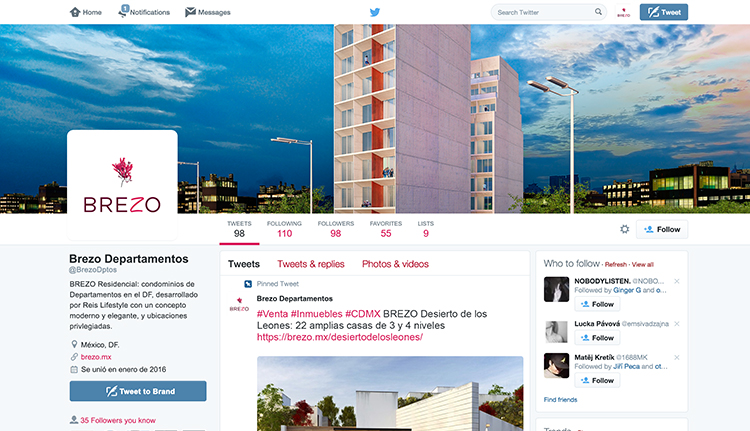 Home
1
Notifications
Messages
Search Twitter
BREZO
Tweet
BREZO
TWEETS FOLLOWING FOLLOWERS FAVORITES LISTS
98 110 98 55 9
Follow
Brezo Departamentos
@BrezoDptos
BREZO Residencial: condominios de
Departamentos en el DF, desarrollado
por Reis Lifestyle con un concepto
moderno y elegante, y ubicaciones
privlegiadas.
México, DF.
brezo.mx
Se unió en enero de 2016
Tweet to Brand
35 Followers you know
Tweets Tweets & replies Photos & videos
Pinned Tweet
BREZO
Brezo Departamentos
#Venta #Inmuebles #CDMX BREZO Desierto de los
Leones: 22 amplias casas de 3 y 4 niveles
https://brezo.mx/desiertodelosleones/
Who to follow · Refresh · View all
NOBODYLISTEN. @NOBO...
Followed by Ginger G and o...
Follow
Lucka Pávová @emsivadzajna
Follow
Matěj Kretík @1688MK
Followed by Jiří Peca and ot...
Follow
Find friends
Trends